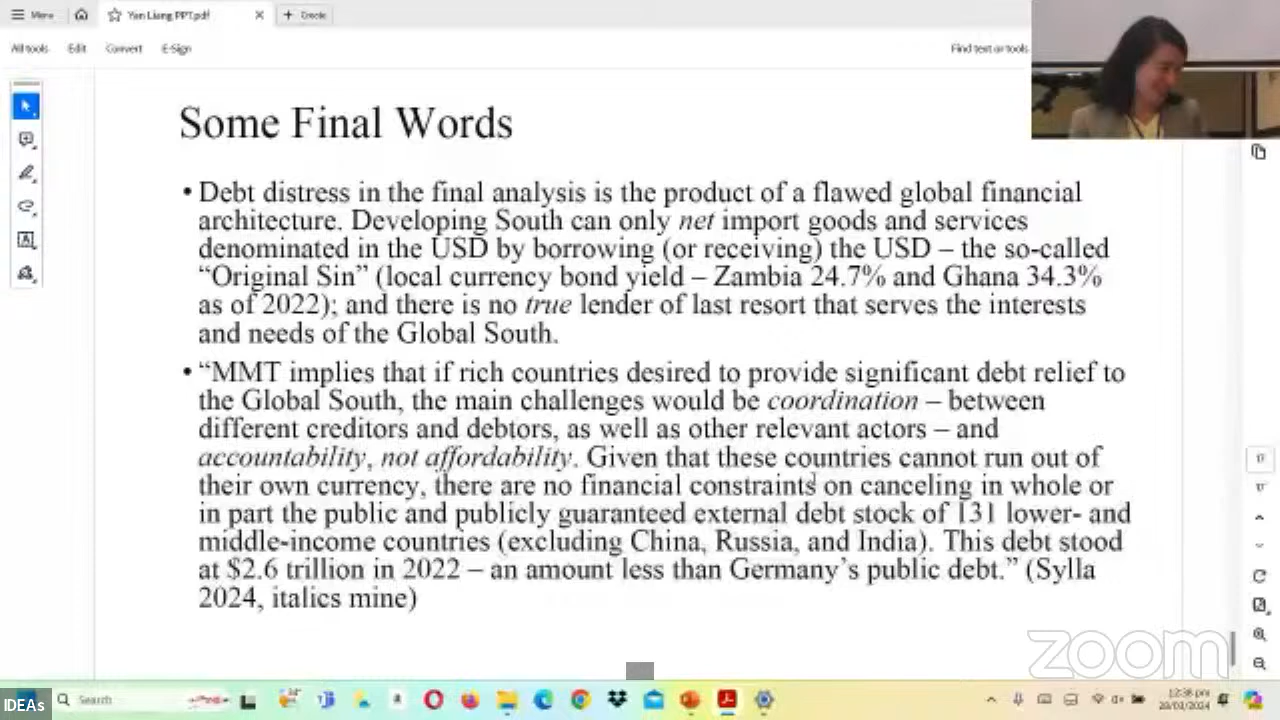 Menu
Yan Liang PPT.pdf
Create
All tools Edit Convert E-Sign
Find text or tools
Some Final Words
• Debt distress in the final analysis is the product of a flawed global financial
architecture. Developing South can only net import goods and services
denominated in the USD by borrowing (or receiving) the USD – the so-called
“Original Sin” (local currency bond yield – Zambia 24.7% and Ghana 34.3%
as of 2022); and there is no true lender of last resort that serves the interests
and needs of the Global South.
• “MMT implies that if rich countries desired to provide significant debt relief to
the Global South, the main challenges would be coordination – between
different creditors and debtors, as well as other relevant actors – and
accountability, not affordability. Given that these countries cannot run out of
their own currency, there are no financial constraints on canceling in whole or
in part the public and publicly guaranteed external debt stock of 131 lower- and
middle-income countries (excluding China, Russia, and India). This debt stood
at $2.6 trillion in 2022 – an amount less than Germany’s public debt.” (Sylla
2024, italics mine)
17
17
zoom
IDEAs
Search
12:38 pm